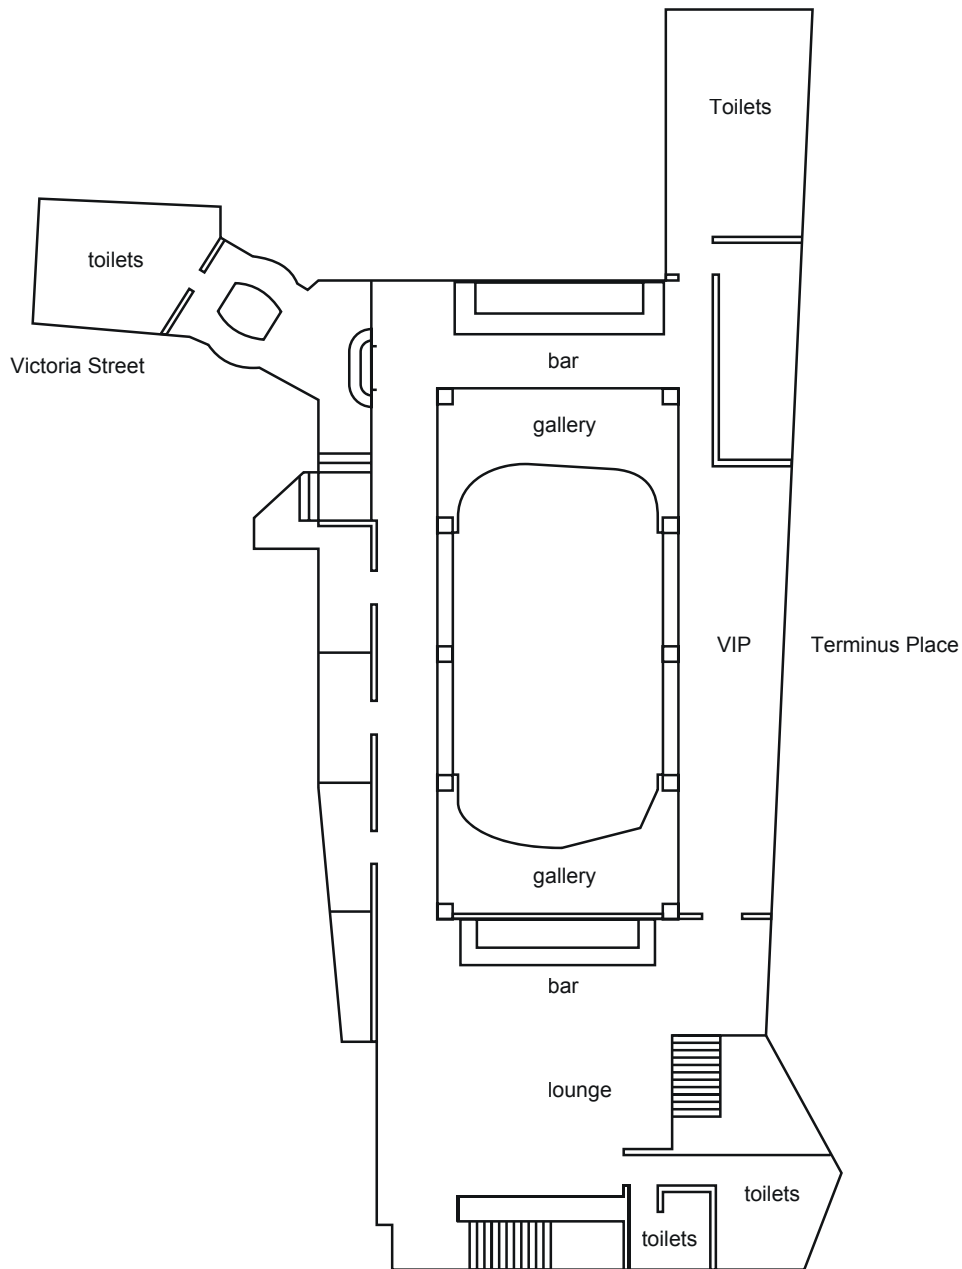 Toilets
toilets
Victoria Street
bar
gallery
VIP
Terminus Place
gallery
bar
lounge
toilets
toilets